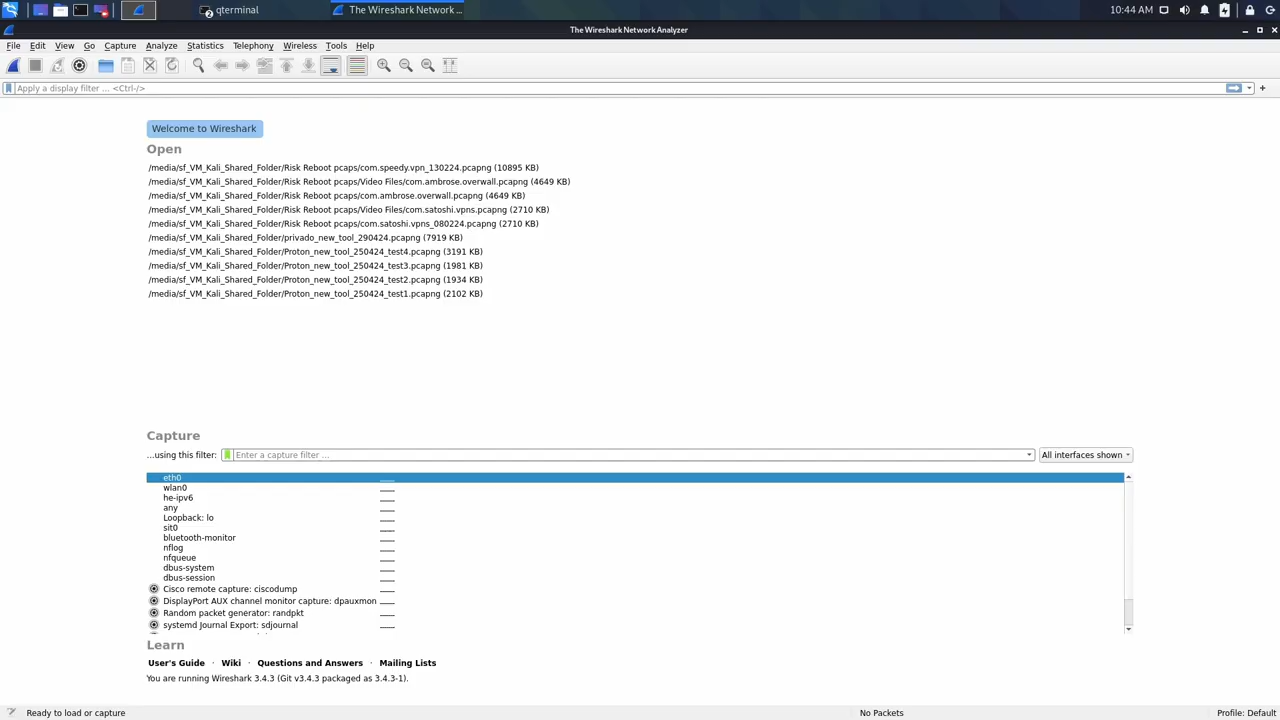 2
qterminal
The Wireshark Network ...
10:44 AM
The Wireshark Network Analyzer
File Edit View Go Capture Analyze Statistics Telephony Wireless Tools Help
Apply a display filter ... <Ctrl-/>
Welcome to Wireshark
Open
/media/sf_VM_Kali_Shared_Folder/Risk Reboot pcaps/com.speedy.vpn_130224.pcapng (10895 KB)
/media/sf_VM_Kali_Shared_Folder/Risk Reboot pcaps/Video Files/com.ambrose.overwall.pcapng (4649 KB)
/media/sf_VM_Kali_Shared_Folder/Risk Reboot pcaps/com.ambrose.overwall.pcapng (4649 KB)
/media/sf_VM_Kali_Shared_Folder/Risk Reboot pcaps/Video Files/com.satoshi.vpns.pcapng (2710 KB)
/media/sf_VM_Kali_Shared_Folder/Risk Reboot pcaps/com.satoshi.vpns_080224.pcapng (2710 KB)
/media/sf_VM_Kali_Shared_Folder/privado_new_tool_290424.pcapng (7919 KB)
/media/sf_VM_Kali_Shared_Folder/Proton_new_tool_250424_test4.pcapng (3191 KB)
/media/sf_VM_Kali_Shared_Folder/Proton_new_tool_250424_test3.pcapng (1981 KB)
/media/sf_VM_Kali_Shared_Folder/Proton_new_tool_250424_test2.pcapng (1934 KB)
/media/sf_VM_Kali_Shared_Folder/Proton_new_tool_250424_test1.pcapng (2102 KB)
Capture
...using this filter: Enter a capture filter ... All interfaces shown
eth0
wlan0
he-ipv6
any
Loopback: lo
sit0
bluetooth-monitor
nflog
nfqueue
dbus-system
dbus-session
Cisco remote capture: ciscodump
DisplayPort AUX channel monitor capture: dpauxmon
Random packet generator: randpkt
systemd Journal Export: sdjournal
Learn
User's Guide · Wiki · Questions and Answers · Mailing Lists
You are running Wireshark 3.4.3 (Git v3.4.3 packaged as 3.4.3-1).
Ready to load or capture No Packets Profile: Default